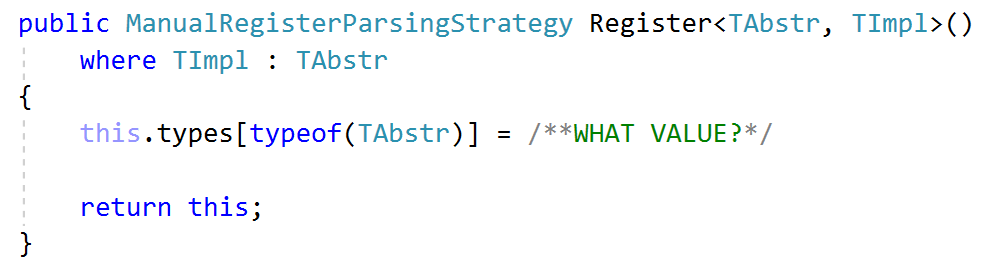 public ManualRegisterParsingStrategy Register<TAbstr, TImpl>()
    where TImpl : TAbstr
{
    this.types[typeof(TAbstr)] = /**WHAT VALUE?*/
    return this;
}